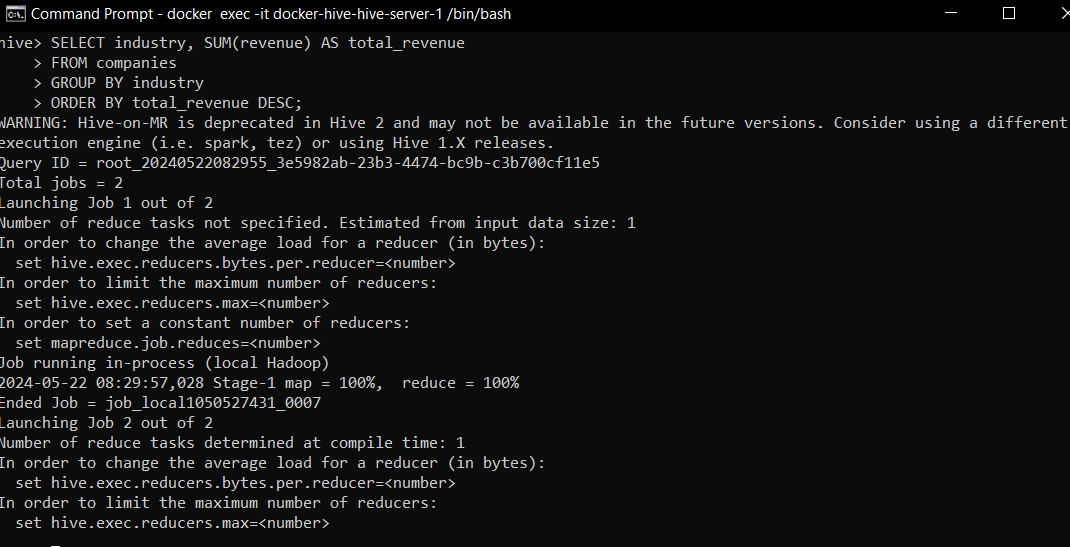 Command Prompt - docker  exec -it docker-hive-hive-server-1 /bin/bash
hive> SELECT industry, SUM(revenue) AS total_revenue
    > FROM companies
    > GROUP BY industry
    > ORDER BY total_revenue DESC;
WARNING: Hive-on-MR is deprecated in Hive 2 and may not be available in the future versions. Consider using a different
execution engine (i.e. spark, tez) or using Hive 1.X releases.
Query ID = root_20240522082955_3e5982ab-23b3-4474-bc9b-c3b700cf11e5
Total jobs = 2
Launching Job 1 out of 2
Number of reduce tasks not specified. Estimated from input data size: 1
In order to change the average load for a reducer (in bytes):
  set hive.exec.reducers.bytes.per.reducer=<number>
In order to limit the maximum number of reducers:
  set hive.exec.reducers.max=<number>
In order to set a constant number of reducers:
  set mapreduce.job.reduces=<number>
Job running in-process (local Hadoop)
2024-05-22 08:29:57,028 Stage-1 map = 100%,  reduce = 100%
Ended Job = job_local1050527431_0007
Launching Job 2 out of 2
Number of reduce tasks determined at compile time: 1
In order to change the average load for a reducer (in bytes):
  set hive.exec.reducers.bytes.per.reducer=<number>
In order to limit the maximum number of reducers:
  set hive.exec.reducers.max=<number>